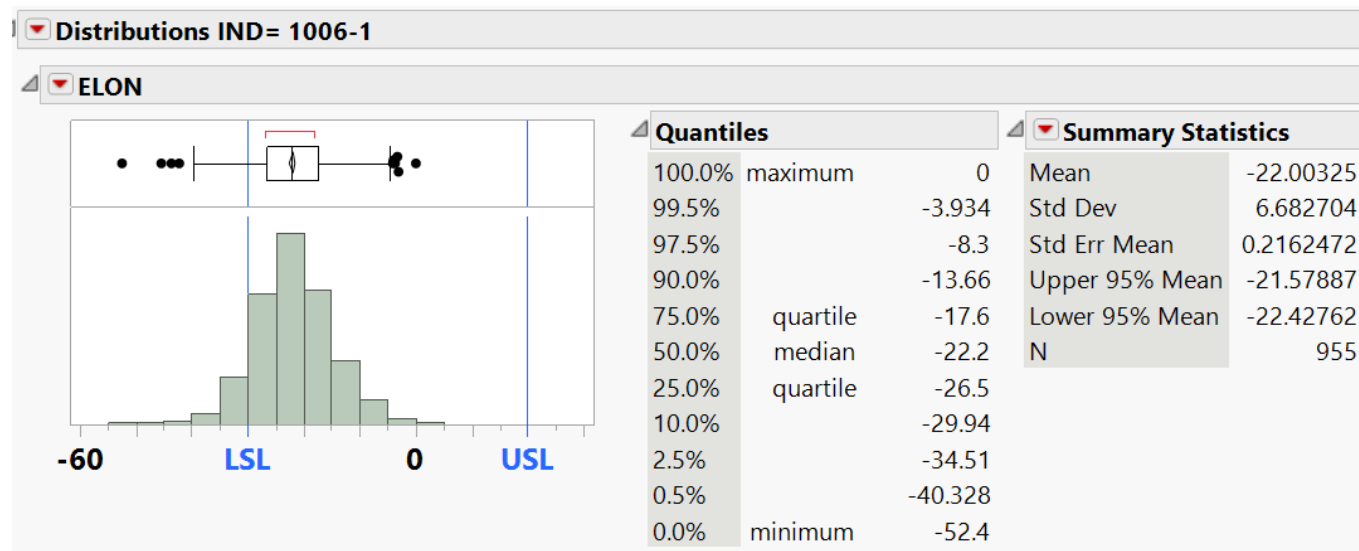 Distributions IND= 1006-1
ELON
-60 LSL 0 USL
Quantiles
100.0% maximum 0
99.5% -3.934
97.5% -8.3
90.0% -13.66
75.0% quartile -17.6
50.0% median -22.2
25.0% quartile -26.5
10.0% -29.94
2.5% -34.51
0.5% -40.328
0.0% minimum -52.4
Summary Statistics
Mean -22.00325
Std Dev 6.682704
Std Err Mean 0.2162472
Upper 95% Mean -21.57887
Lower 95% Mean -22.42762
N 955